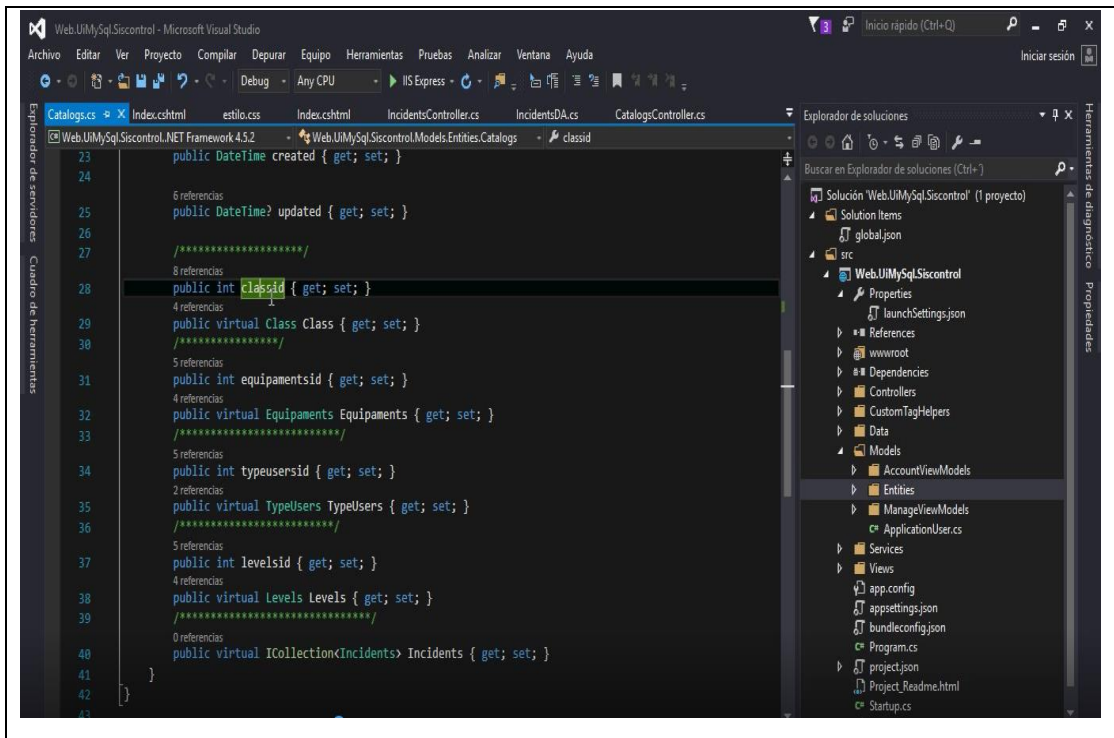 Web.UiMySql.Siscontrol - Microsoft Visual Studio
3
Inicio rápido (Ctrl+Q)
Archivo Editar Ver Proyecto Compilar Depurar Equipo Herramientas Pruebas Analizar Ventana Ayuda
Iniciar sesión
Debug Any CPU IIS Express
Explorador de servidores
Cuadro de herramientas
Catalogs.cs Index.cshtml estilo.css Index.cshtml IncidentsController.cs IncidentsDA.cs CatalogsController.cs
Web.UiMySql.Siscontrol..NET Framework 4.5.2 Web.UiMySql.Siscontrol.Models.Entities.Catalogs classid
23 public DateTime created { get; set; }
24
6 referencias
25 public DateTime? updated { get; set; }
26
27 /********************/
8 referencias
28 public int classid { get; set; }
4 referencias
29 public virtual Class Class { get; set; }
30 /****************/
5 referencias
31 public int equipamentsid { get; set; }
4 referencias
32 public virtual Equipaments Equipaments { get; set; }
33 /**************************/
5 referencias
34 public int typeusersid { get; set; }
2 referencias
35 public virtual TypeUsers TypeUsers { get; set; }
36 /*************************/
5 referencias
37 public int levelsid { get; set; }
4 referencias
38 public virtual Levels Levels { get; set; }
39 /*******************************/
0 referencias
40 public virtual ICollection<Incidents> Incidents { get; set; }
41 }
42 }
43
Explorador de soluciones
Buscar en Explorador de soluciones (Ctrl+´)
Solución 'Web.UiMySql.Siscontrol' (1 proyecto)
Solution Items
global.json
src
Web.UiMySql.Siscontrol
Properties
launchSettings.json
References
wwwroot
Dependencies
Controllers
CustomTagHelpers
Data
Models
AccountViewModels
Entities
ManageViewModels
C# ApplicationUser.cs
Services
Views
app.config
appsettings.json
bundleconfig.json
C# Program.cs
project.json
Project_Readme.html
C# Startup.cs
Herramientas de diagnóstico
Propiedades